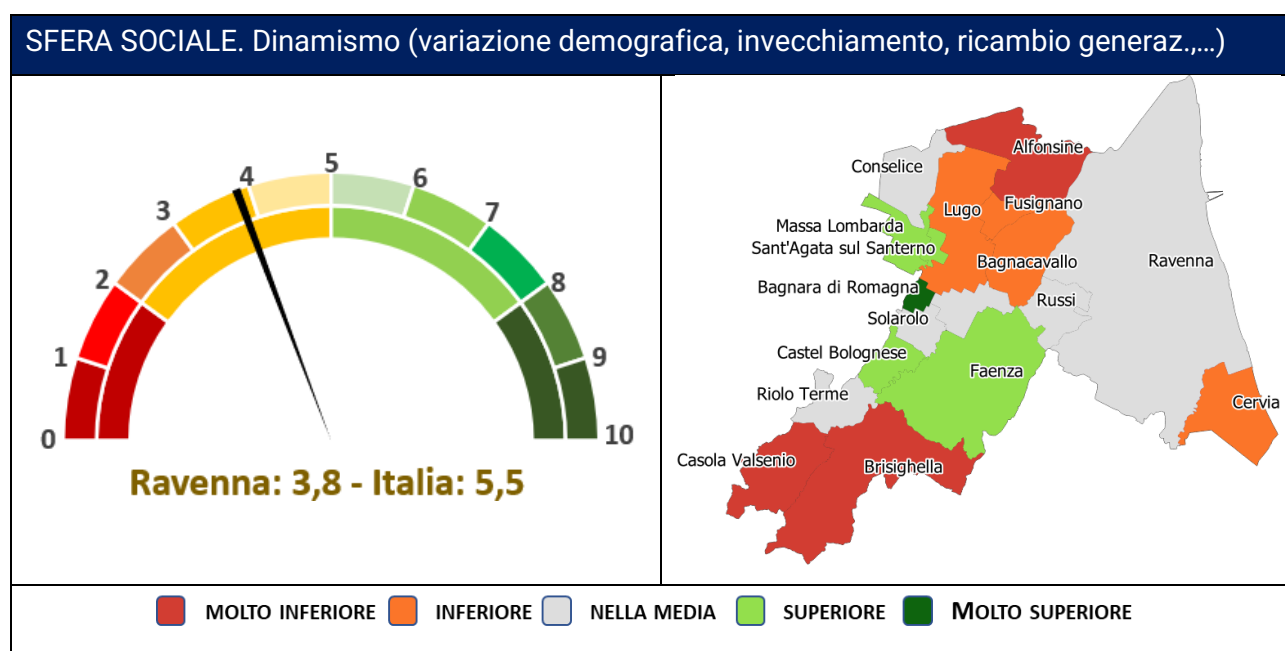 SFERA SOCIALE. Dinamismo (variazione demografica, invecchiamento, ricambio generaz.,…)
0
1
2
3
4
5
6
7
8
9
10
Ravenna: 3,8 - Italia: 5,5
Alfonsine
Conselice
Fusignano
Lugo
Massa Lombarda
Sant'Agata sul Santerno
Bagnacavallo
Ravenna
Bagnara di Romagna
Russi
Solarolo
Castel Bolognese
Faenza
Riolo Terme
Cervia
Casola Valsenio
Brisighella
MOLTO INFERIORE INFERIORE NELLA MEDIA SUPERIORE MOLTO SUPERIORE